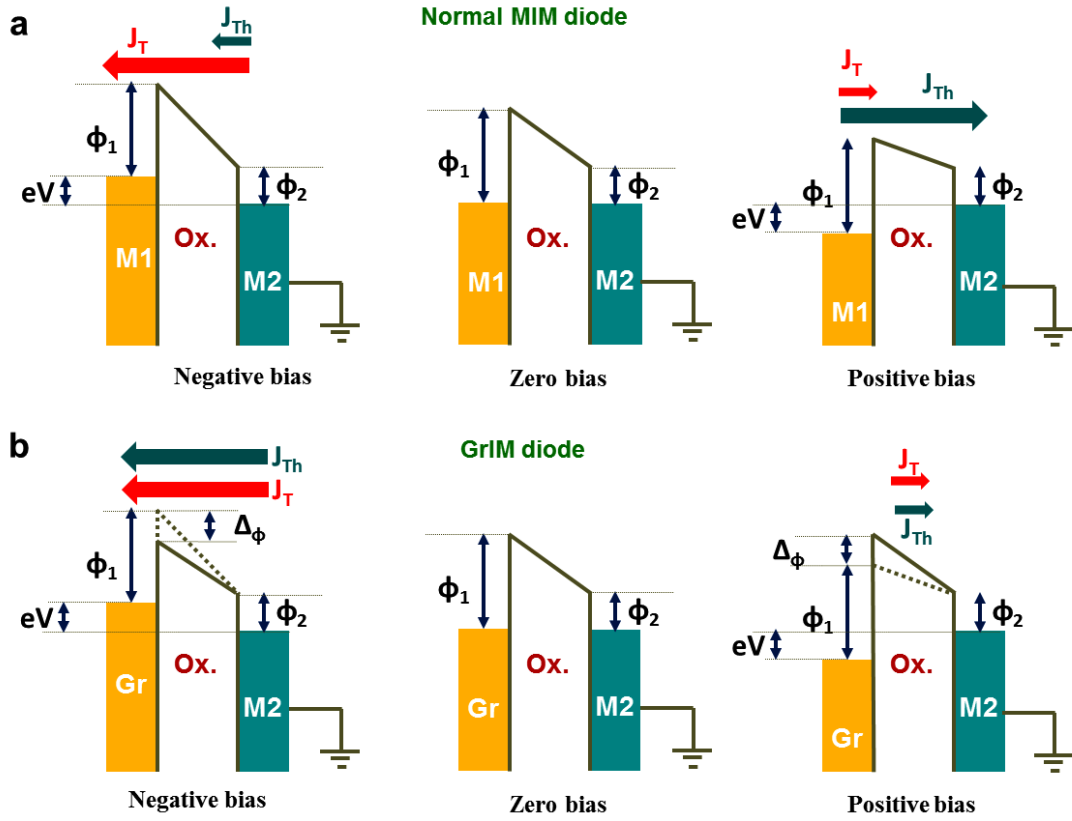 a
Normal MIM diode
J_T
J_Th
ϕ₁
eV
ϕ₂
Ox.
M1
M2
Negative bias
ϕ₁
ϕ₂
Ox.
M1
M2
Zero bias
J_T
J_Th
ϕ₁
eV
ϕ₂
Ox.
M1
M2
Positive bias
b
GrIM diode
J_Th
J_T
Δ_ϕ
ϕ₁
eV
ϕ₂
Ox.
Gr
M2
Negative bias
ϕ₁
ϕ₂
Ox.
Gr
M2
Zero bias
J_T
J_Th
Δ_ϕ
ϕ₁
eV
ϕ₂
Ox.
Gr
M2
Positive bias